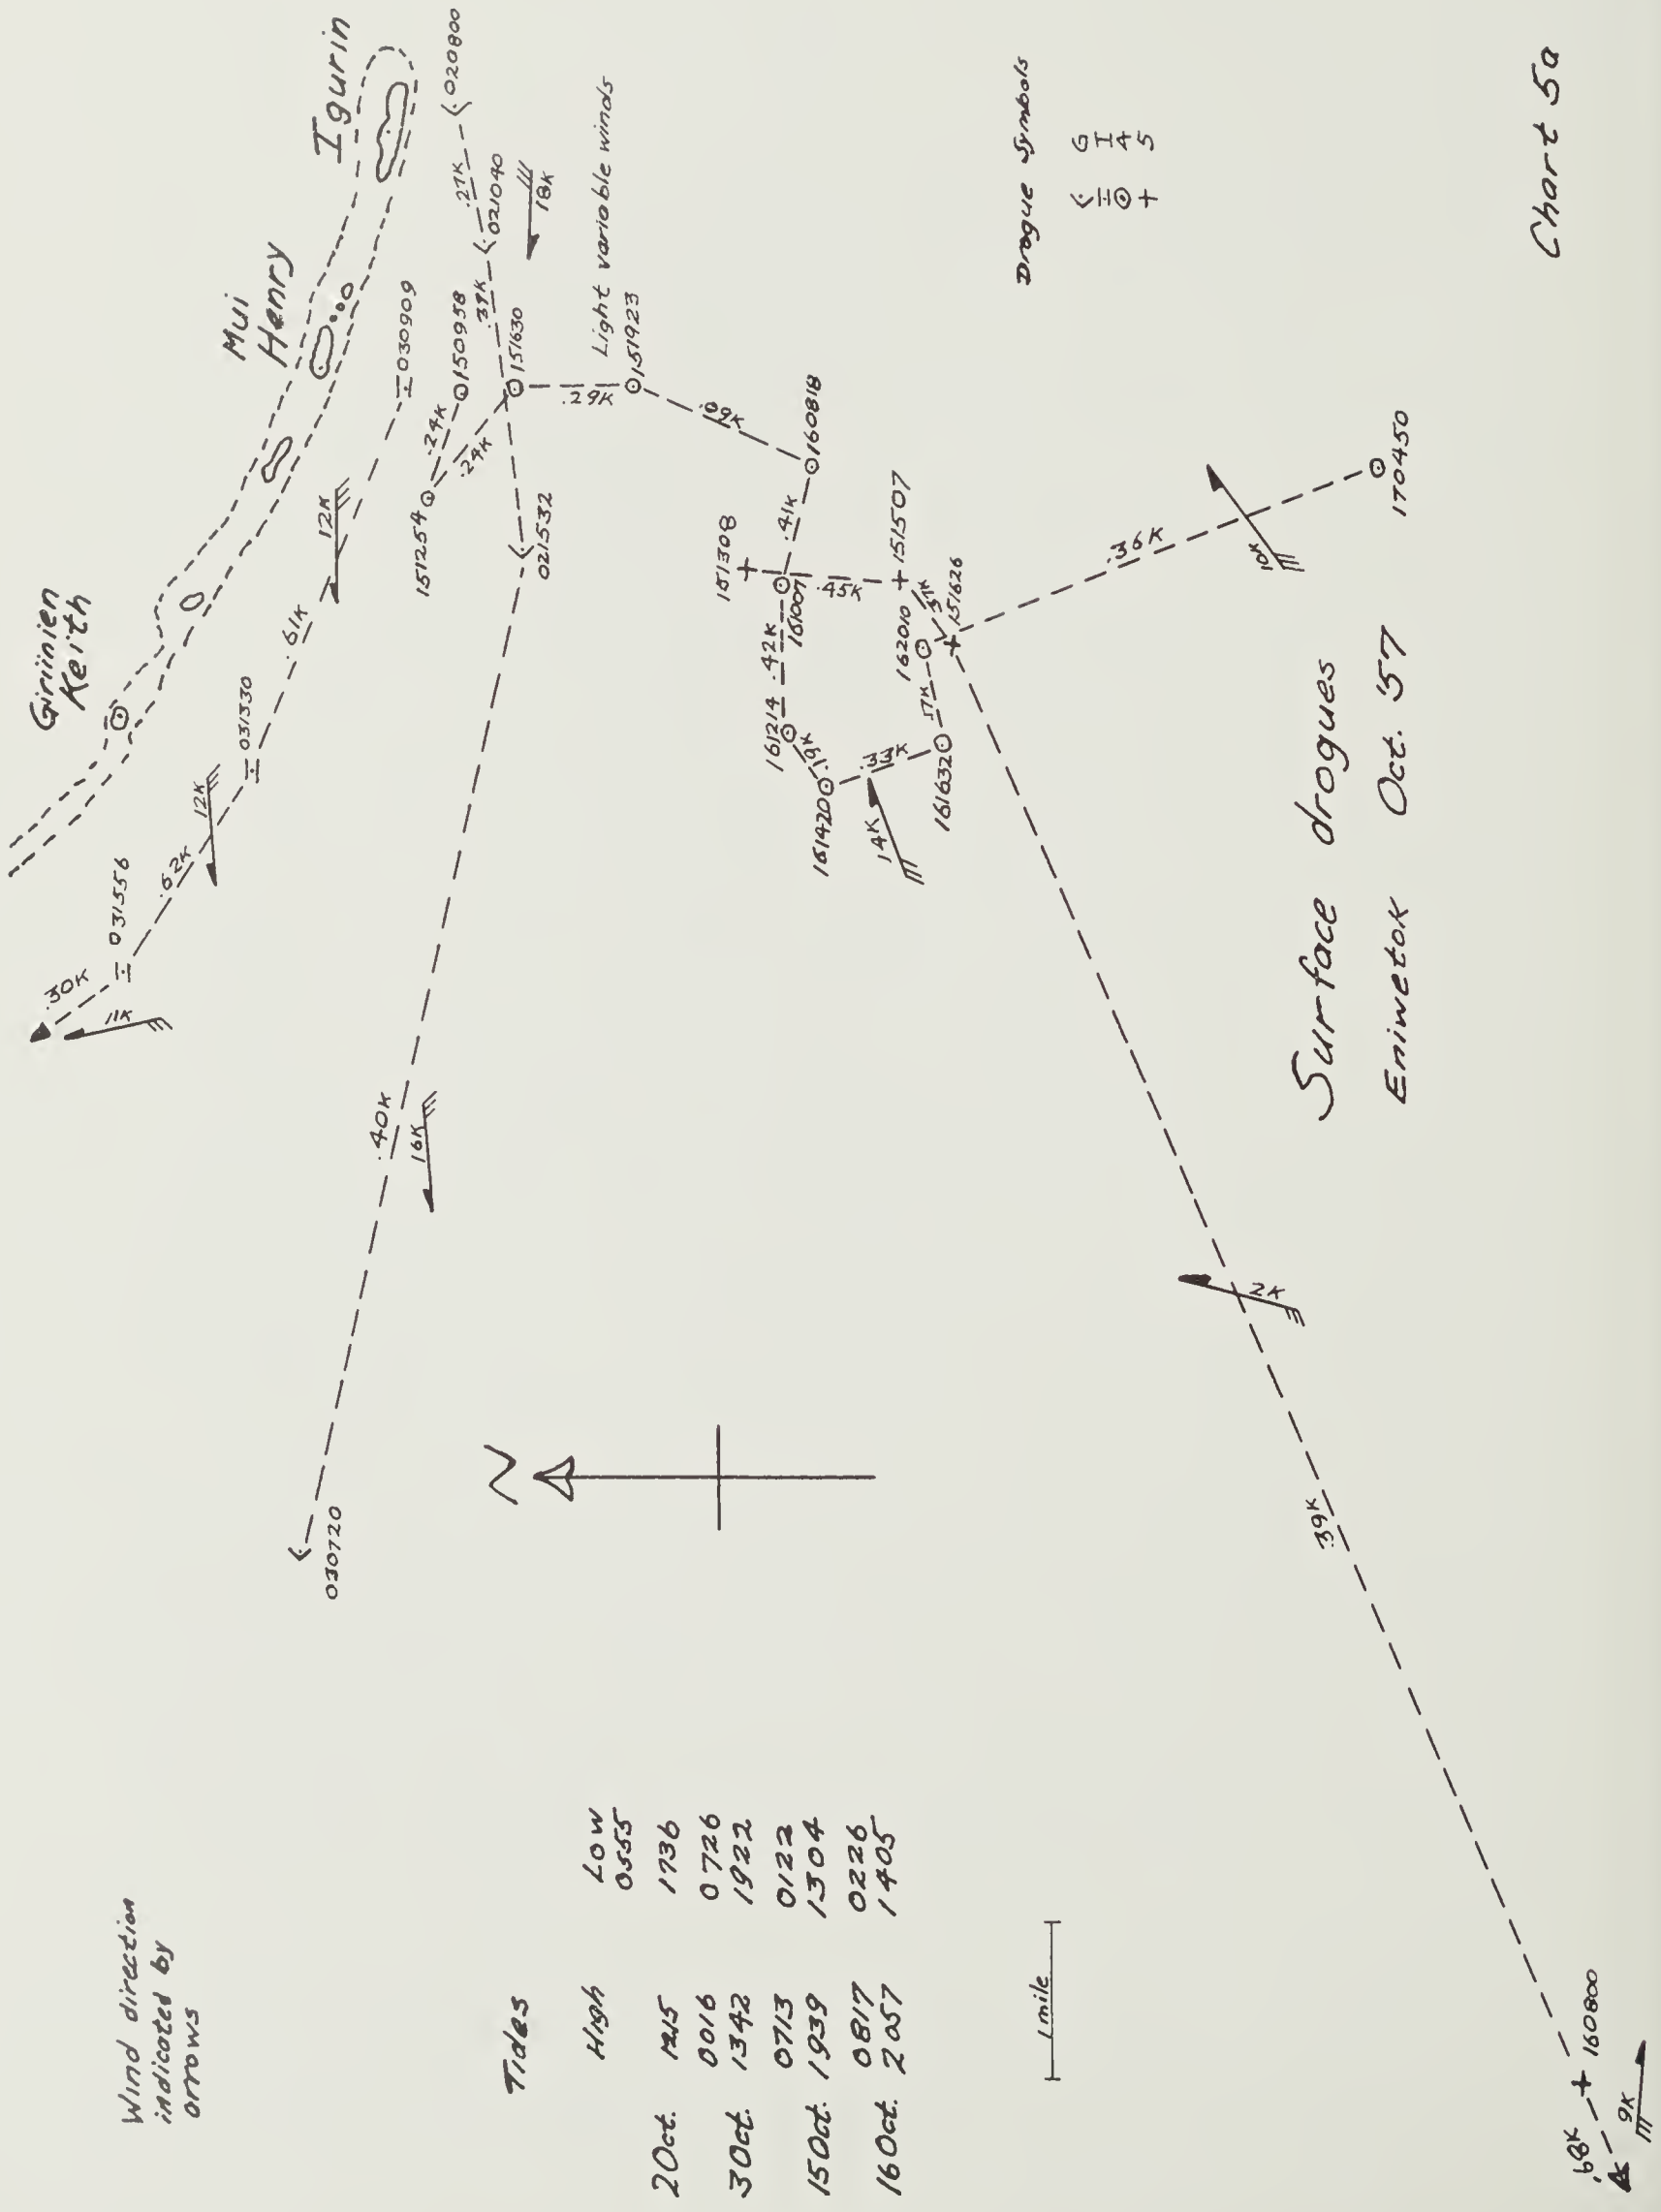 Wind direction
indicated by
arrows
Giriinien
Keith
Mui
Henry
Igurin
.30K
11K
031556
.62K
12K
031330
.61K
12K
030909
030720
.40K
16K
021532
.39K
021040
.27K
020800
18K
151254
.24K
150958
.24K
151630
.29K
Light variable winds
151923
.09K
160818
.41K
151308
161007
.42K
161214
.19K
161420
.33K
14K
161632
.57K
162010
.45K
151507
151626
.36K
10K
170450
2K
.39K
160800
.68K
9K
N
Tides
High Low
0555
2 Oct. 1215 1736
0016 0726
3 Oct. 1342 1922
0713 0122
15 Oct. 1939 1304
0817 0226
16 Oct. 2057 1405
1 mile
Drogue Symbols
G
I
4
5
Surface drogues
Eniwetok Oct. '57
Chart 5a